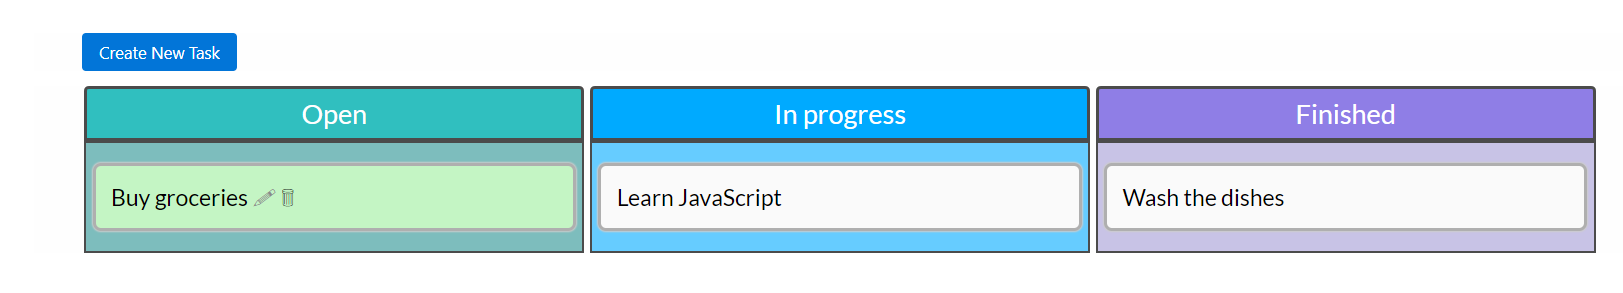 Create New Task
Open
In progress
Finished
Buy groceries
Learn JavaScript
Wash the dishes